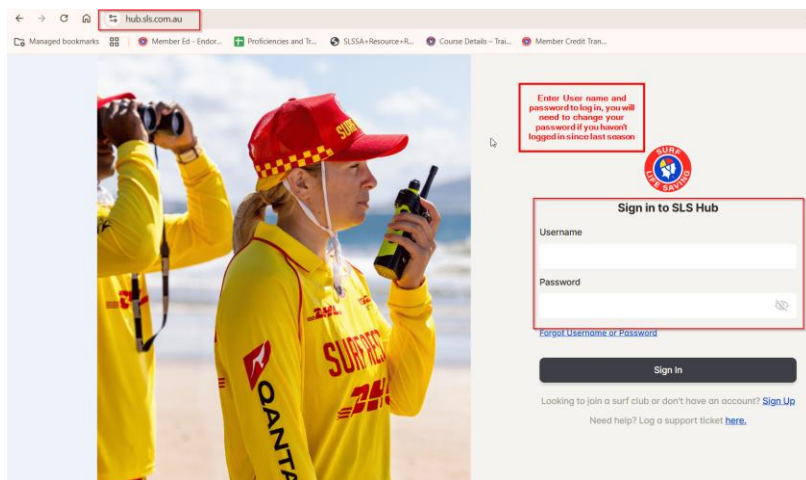 hub.sls.com.au
Managed bookmarks
Member Ed - Endor...
Proficiencies and Tr...
SLSSA+Resource+R...
Course Details – Trai...
Member Credit Tran...
Enter User name and
password to log in, you will
need to change your
password if you haven't
logged in since last season
SURF
LIFE SAVING
Sign in to SLS Hub
Username
Password
Forgot Username or Password
Sign In
Looking to join a surf club or don't have an account? Sign Up
Need help? Log a support ticket here.
SURF
SURF RES
DHL
QANTA